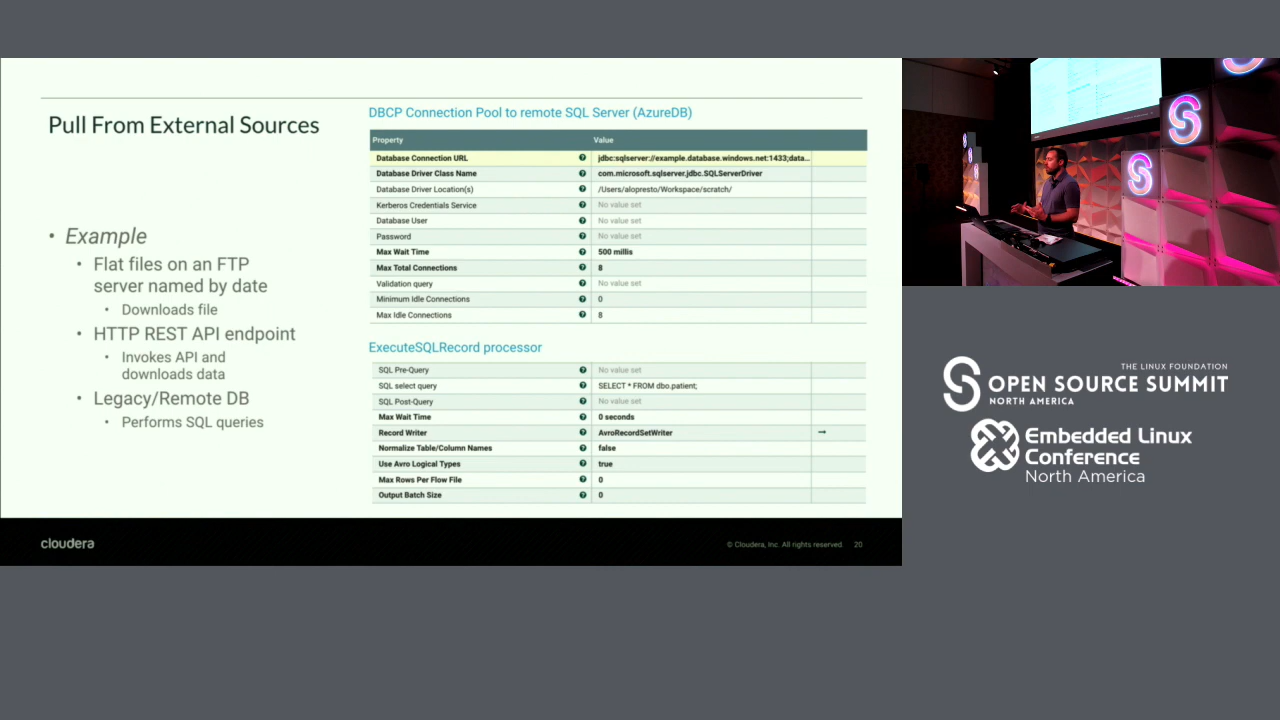 Pull From External Sources
• Example
• Flat files on an FTP
server named by date
• Downloads file
• HTTP REST API endpoint
• Invokes API and
downloads data
• Legacy/Remote DB
• Performs SQL queries
DBCP Connection Pool to remote SQL Server (AzureDB)
Property Value
Database Connection URL jdbc:sqlserver://example.database.windows.net:1433;data...
Database Driver Class Name com.microsoft.sqlserver.jdbc.SQLServerDriver
Database Driver Location(s) /Users/alopresto/Workspace/scratch/
Kerberos Credentials Service No value set
Database User No value set
Password No value set
Max Wait Time 500 millis
Max Total Connections 8
Validation query No value set
Minimum Idle Connections 0
Max Idle Connections 8
ExecuteSQLRecord processor
SQL Pre-Query No value set
SQL select query SELECT * FROM dbo.patient;
SQL Post-Query No value set
Max Wait Time 0 seconds
Record Writer AvroRecordSetWriter →
Normalize Table/Column Names false
Use Avro Logical Types true
Max Rows Per Flow File 0
Output Batch Size 0
cloudera
© Cloudera, Inc. All rights reserved. 20
THE LINUX FOUNDATION
OPEN SOURCE SUMMIT
NORTH AMERICA
Embedded Linux
Conference
North America